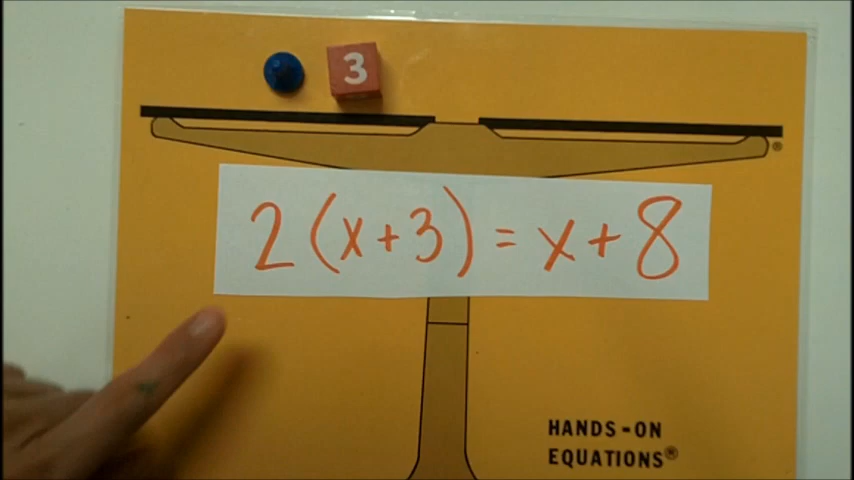 3
®
2(x+3)=x+8
HANDS-ON
EQUATIONS®